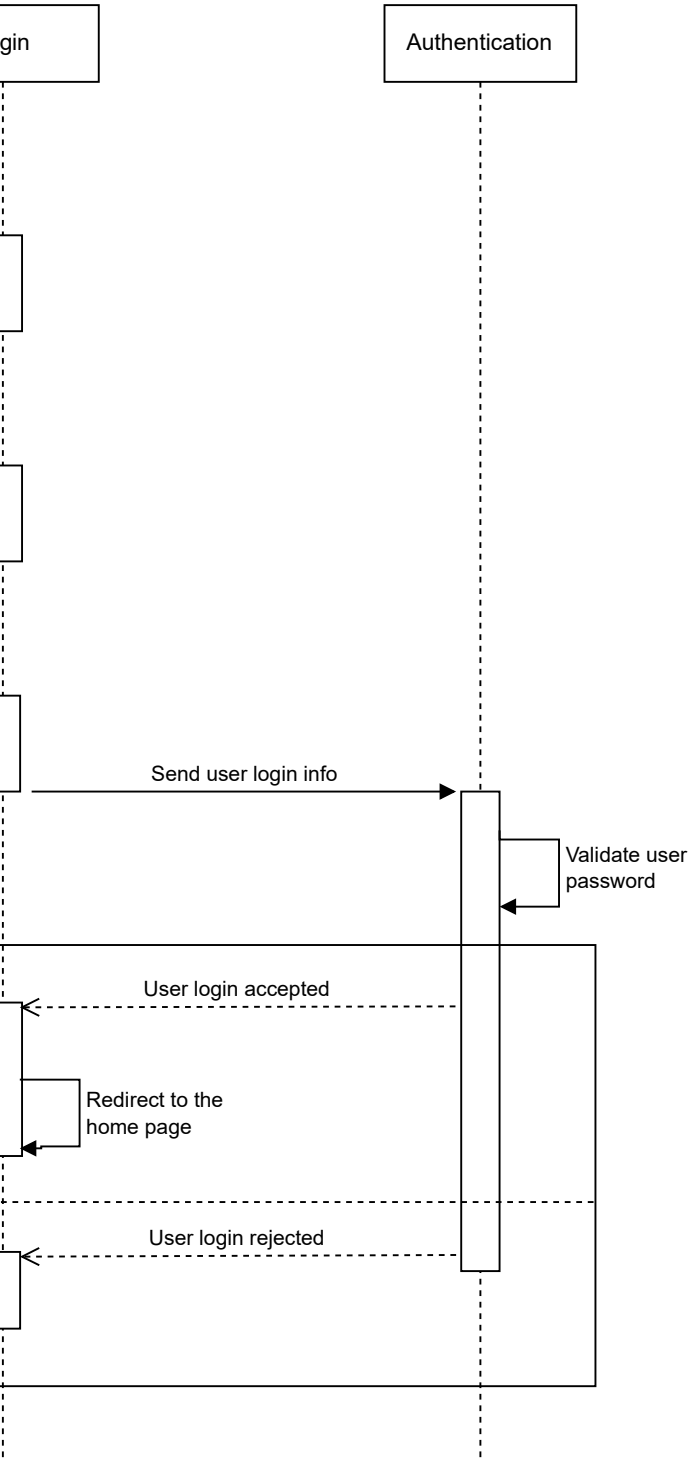 gin
Authentication
Send user login info
Validate user
password
User login accepted
Redirect to the
home page
User login rejected